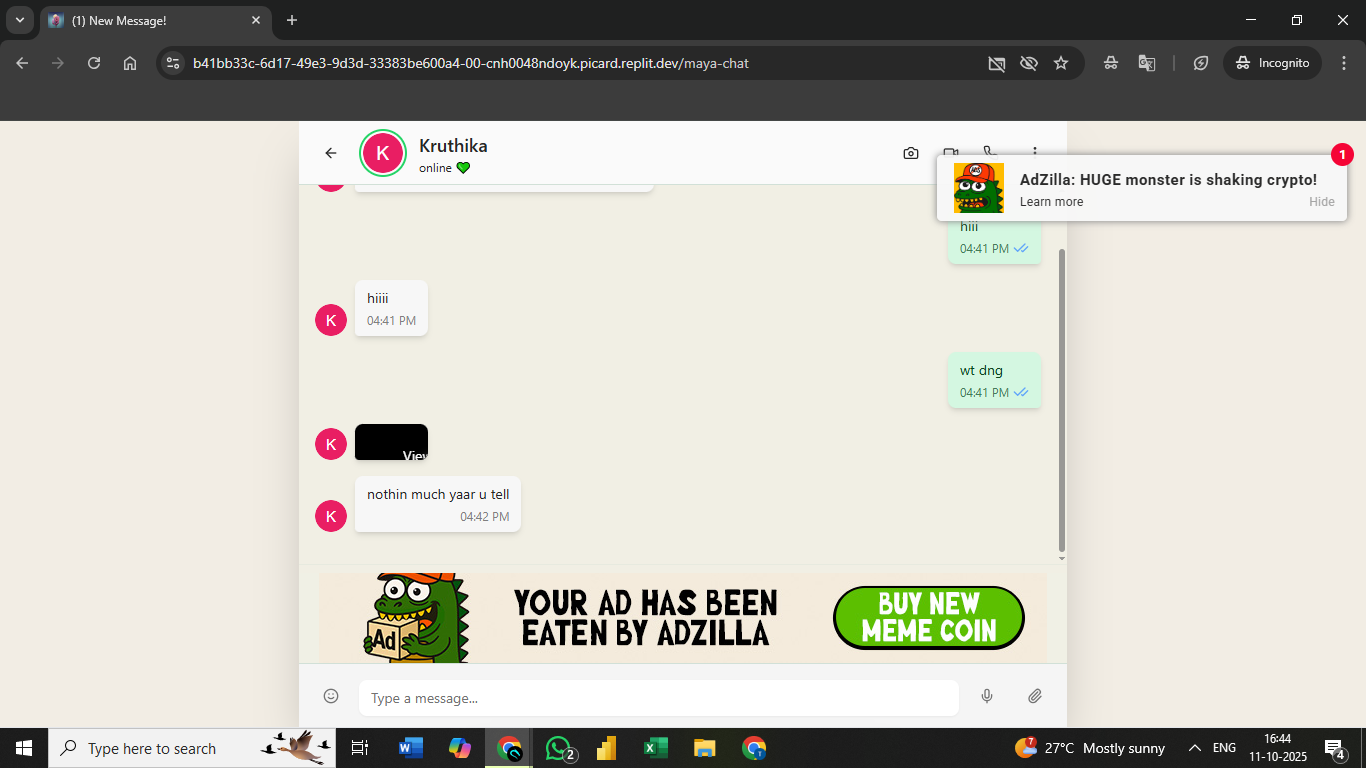 (1) New Message!
b41bb33c-6d17-49e3-9d3d-33383be600a4-00-cnh0048ndoyk.picard.replit.dev/maya-chat
Incognito
K
Kruthika
online
1
AdZilla: HUGE monster is shaking crypto!
Learn more
Hide
hiii
04:41 PM
K
hiiii
04:41 PM
wt dng
04:41 PM
K
View
K
nothin much yaar u tell
04:42 PM
Ad
YOUR AD HAS BEEN
EATEN BY ADZILLA
BUY NEW
MEME COIN
Type a message...
Type here to search
2
7
27°C Mostly sunny
ENG
16:44
11-10-2025
4